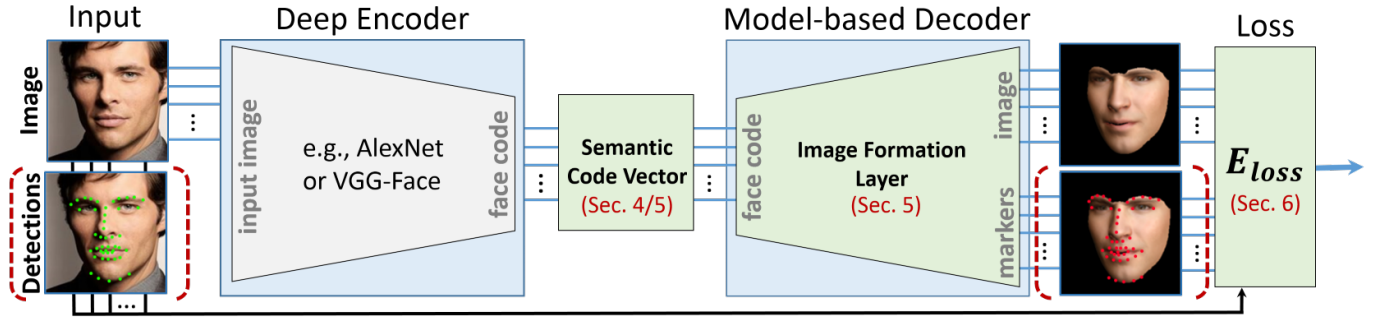 Input
Deep Encoder
Model-based Decoder
Loss
Image
Detections
...
...
input image
e.g., AlexNet
or VGG-Face
face code
...
Semantic
Code Vector
(Sec. 4/5)
...
face code
Image Formation
Layer
(Sec. 5)
image
markers
...
...
...
...
E_loss
(Sec. 6)